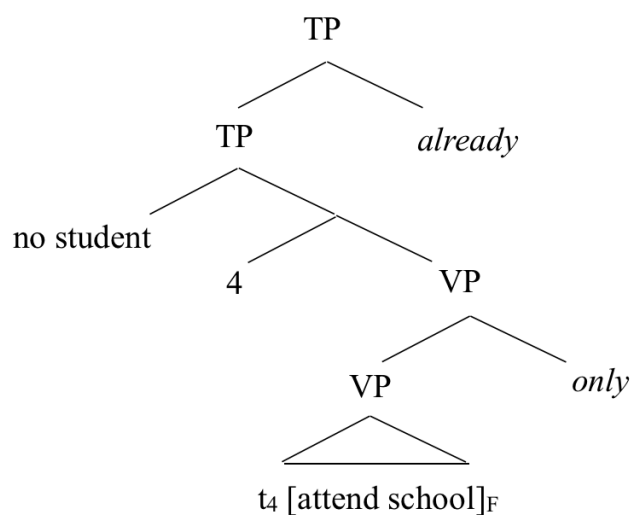 TP
TP already
no student
4 VP
VP only
t₄ [attend school]F